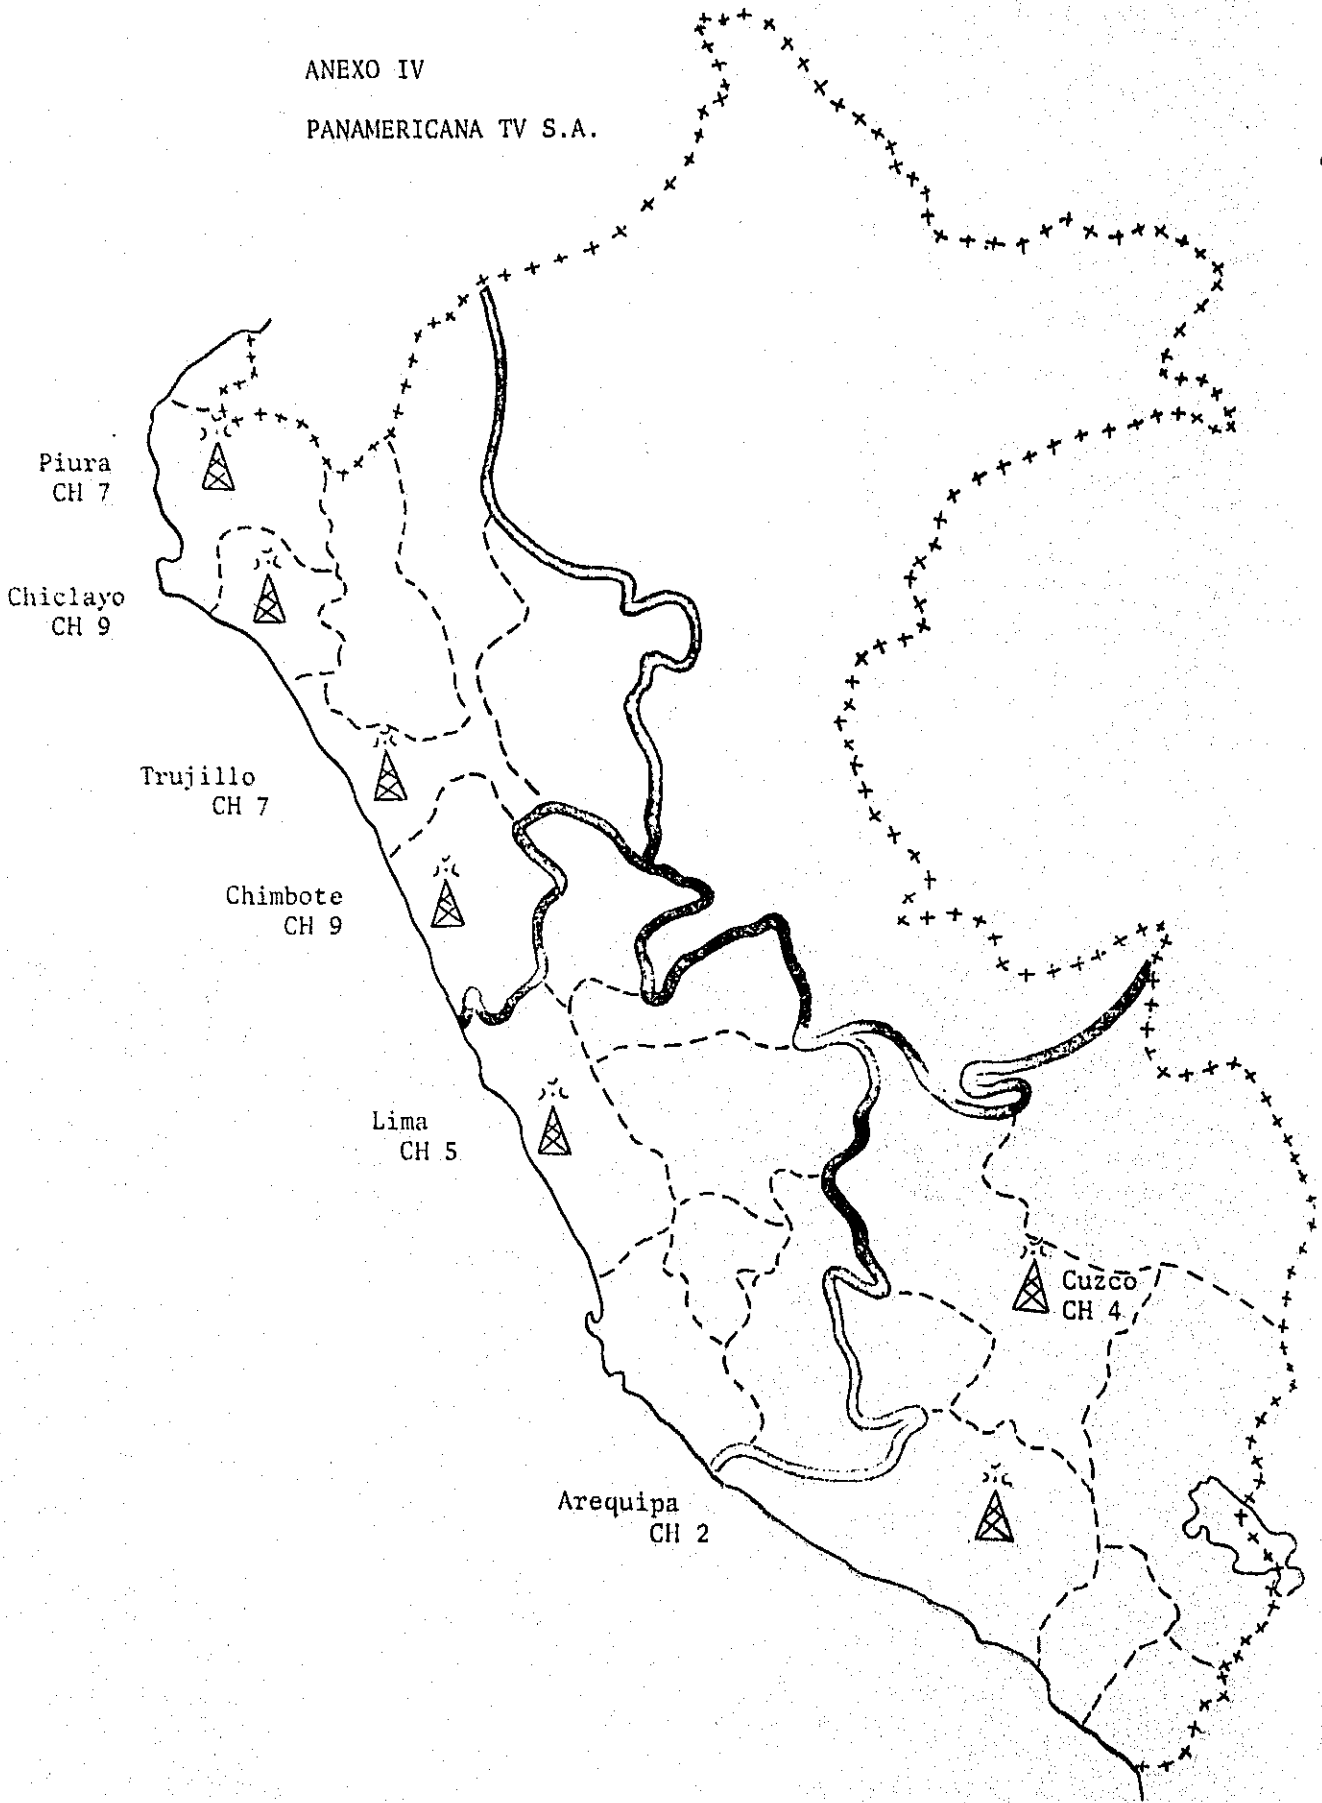 ANEXO IV
PANAMERICANA TV S.A.
Piura
CH 7
Chiclayo
CH 9
Trujillo
CH 7
Chimbote
CH 9
Lima
CH 5
Cuzco
CH 4
Arequipa
CH 2